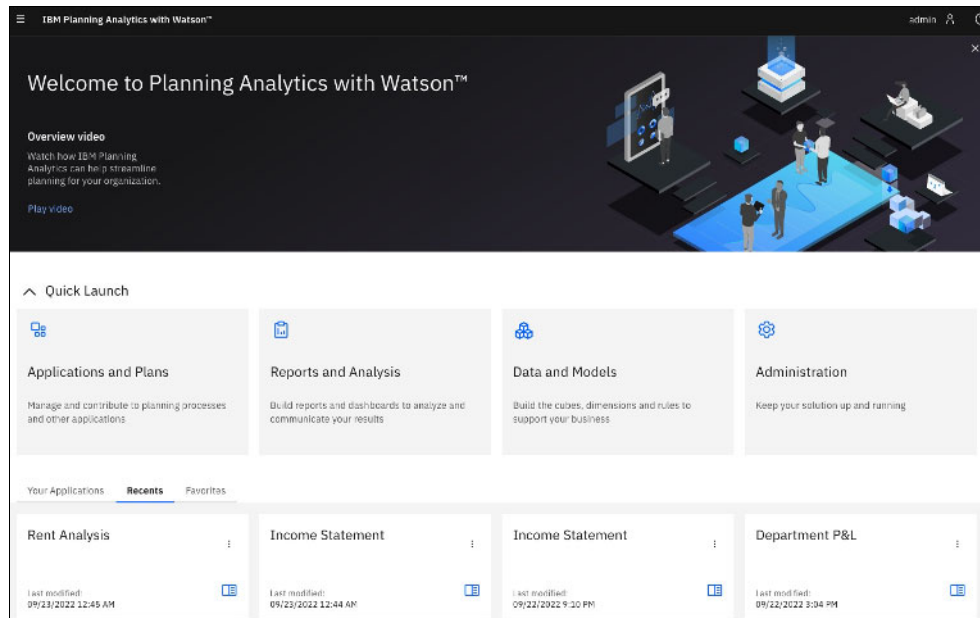 IBM Planning Analytics with Watson™
admin
Welcome to Planning Analytics with Watson™
Overview video
Watch how IBM Planning
Analytics can help streamline
planning for your organization.
Play video
Quick Launch
Applications and Plans
Manage and contribute to planning processes
and other applications
Reports and Analysis
Build reports and dashboards to analyze and
communicate your results
Data and Models
Build the cubes, dimensions and rules to
support your business
Administration
Keep your solution up and running
Your Applications Recents Favorites
Rent Analysis
Last modified:
09/23/2022 12:45 AM
Income Statement
Last modified:
09/23/2022 12:44 AM
Income Statement
Last modified:
09/22/2022 9:10 PM
Department P&L
Last modified:
09/22/2022 3:04 PM